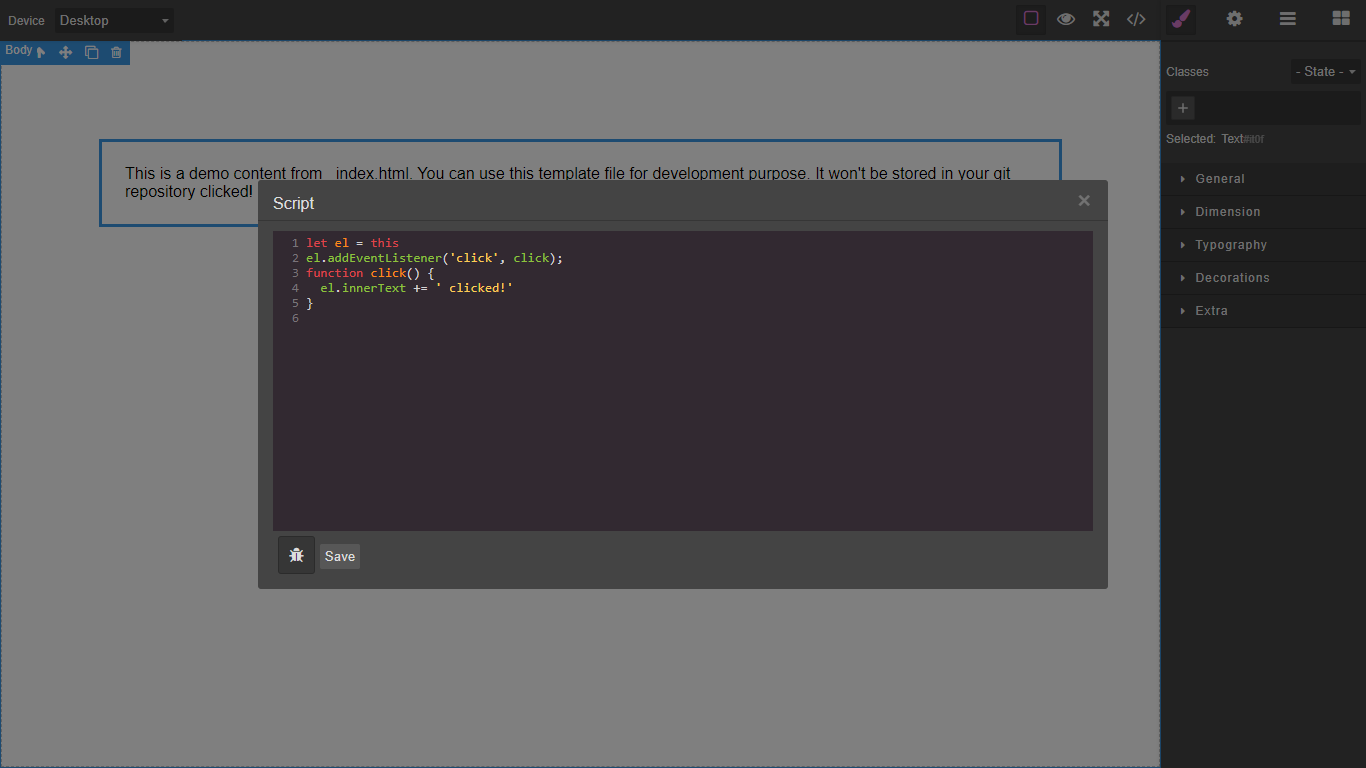 Device Desktop
Body
Classes - State -
+
Selected: Text
This is a demo content from _index.html. You can use this template file for development purpose. It won't be stored in your git
repository clicked!
General
Dimension
Typography
Decorations
Extra
Script ×
1 let el = this
2 el.addEventListener('click', click);
3 function click() {
4   el.innerText += ' clicked!'
5 }
6
Save